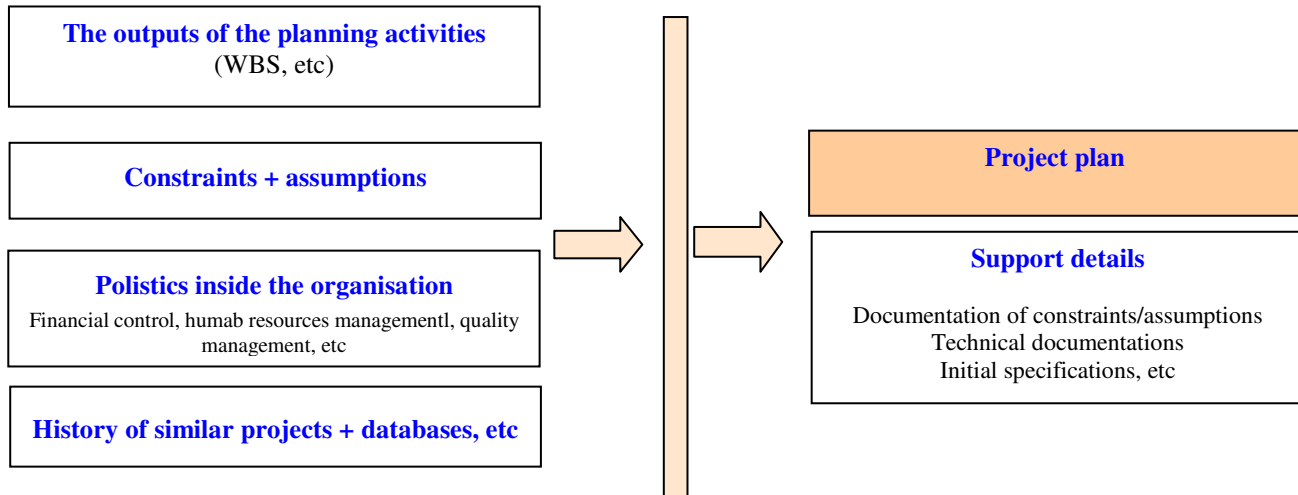 The outputs of the planning activities
(WBS, etc)
Constraints + assumptions
Polistics inside the organisation
Financial control, humab resources managementl, quality
management, etc
History of similar projects + databases, etc
Project plan
Support details
Documentation of constraints/assumptions
Technical documentations
Initial specifications, etc